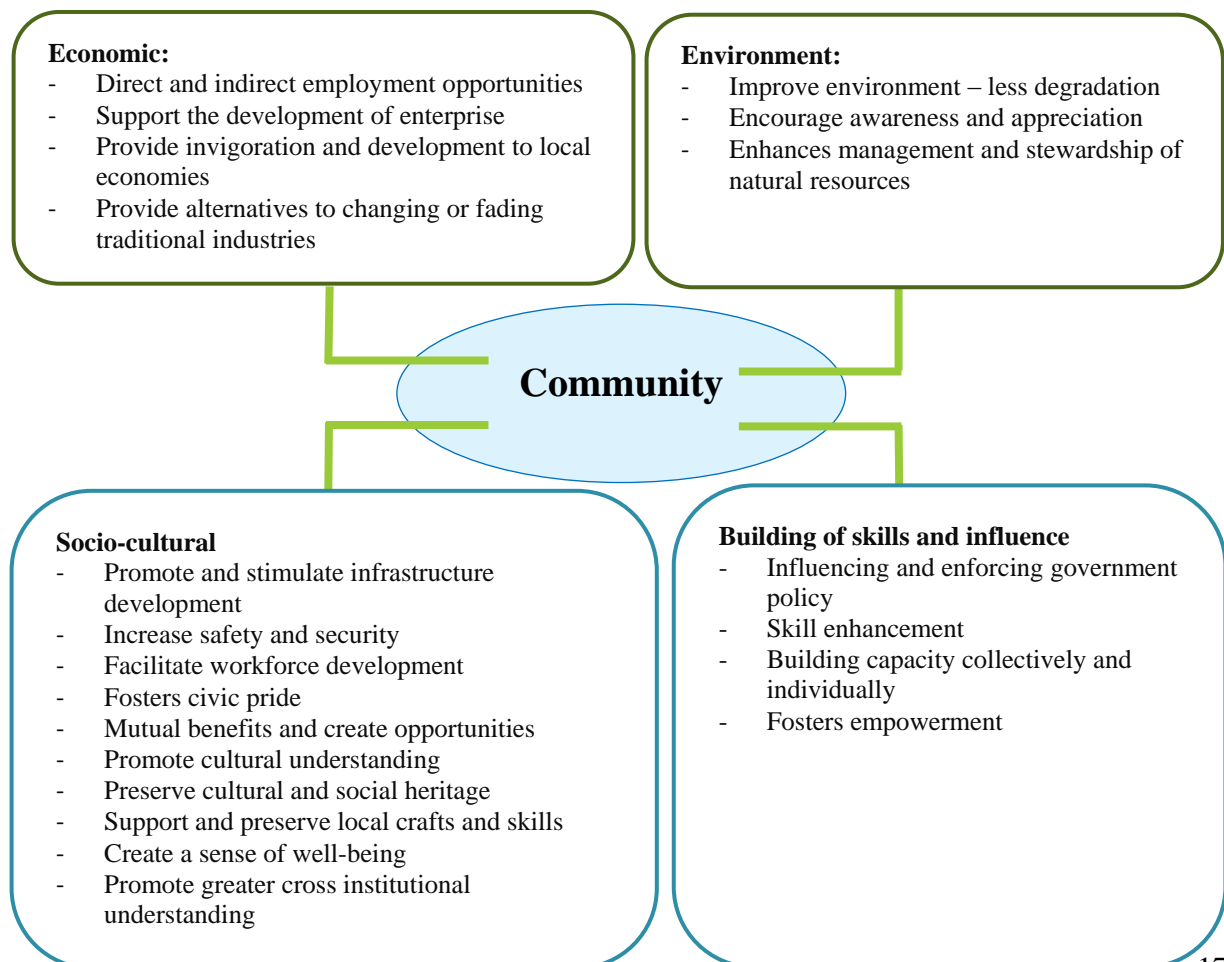 Economic:
- Direct and indirect employment opportunities
- Support the development of enterprise
- Provide invigoration and development to local
economies
- Provide alternatives to changing or fading
traditional industries
Environment:
- Improve environment – less degradation
- Encourage awareness and appreciation
- Enhances management and stewardship of
natural resources
Community
Socio-cultural
- Promote and stimulate infrastructure
development
- Increase safety and security
- Facilitate workforce development
- Fosters civic pride
- Mutual benefits and create opportunities
- Promote cultural understanding
- Preserve cultural and social heritage
- Support and preserve local crafts and skills
- Create a sense of well-being
- Promote greater cross institutional
understanding
Building of skills and influence
- Influencing and enforcing government
policy
- Skill enhancement
- Building capacity collectively and
individually
- Fosters empowerment